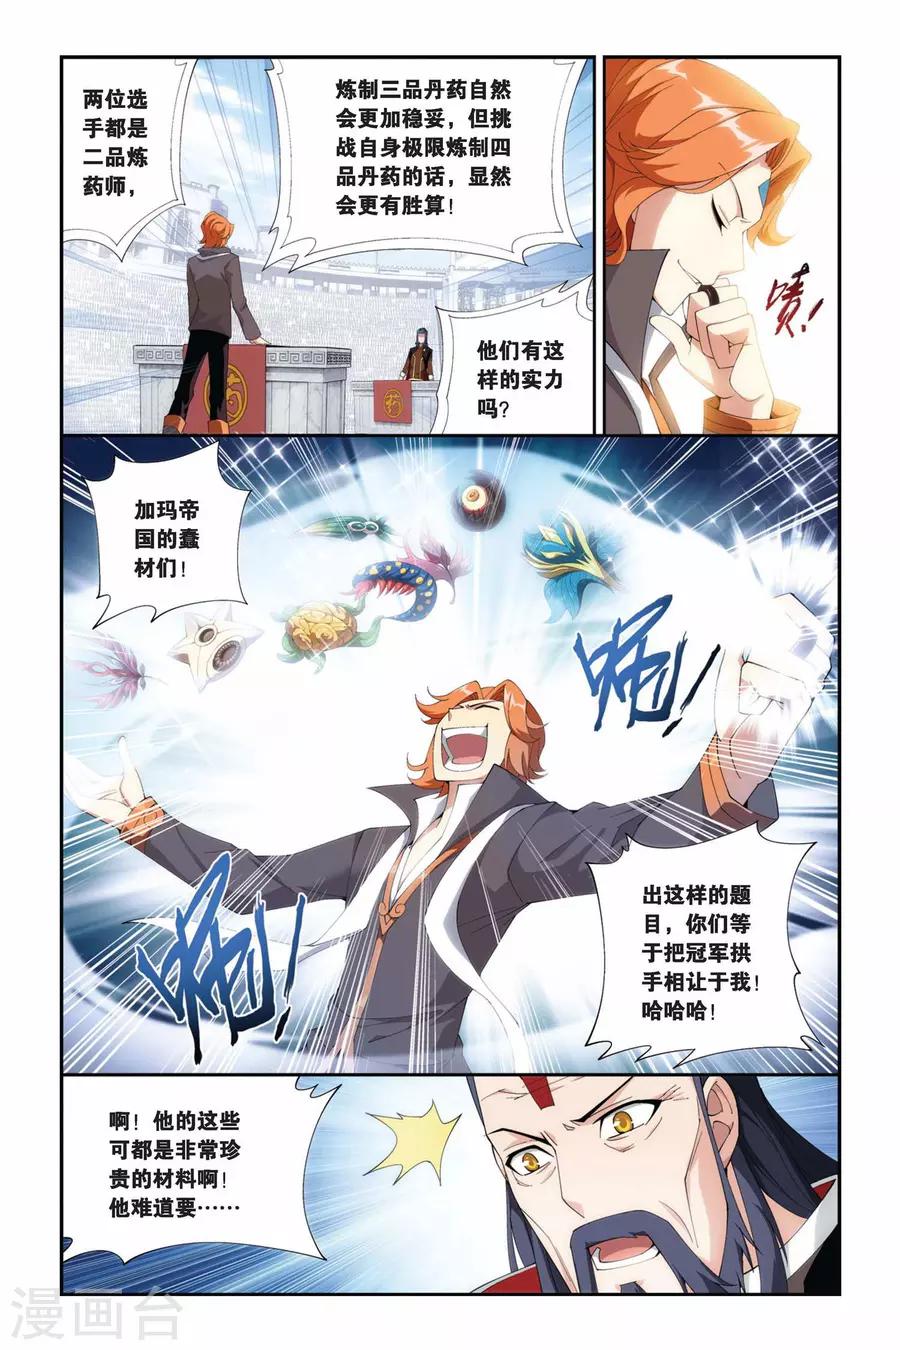 两位选
手都是
二品炼
药师，
炼制三品丹药自然
会更加稳妥，但挑
战自身极限炼制四
品丹药的话，显然
会更有胜算！
药
药
他们有这
样的实力
吗？
啧！
加玛帝
国的蠢
材们！
嗡！
嗡！
出这样的题
目，你们等
于把冠军拱
手相让于我！
哈哈哈！
啊！他的这些
可都是非常珍
贵的材料啊！
他难道要……
漫画台